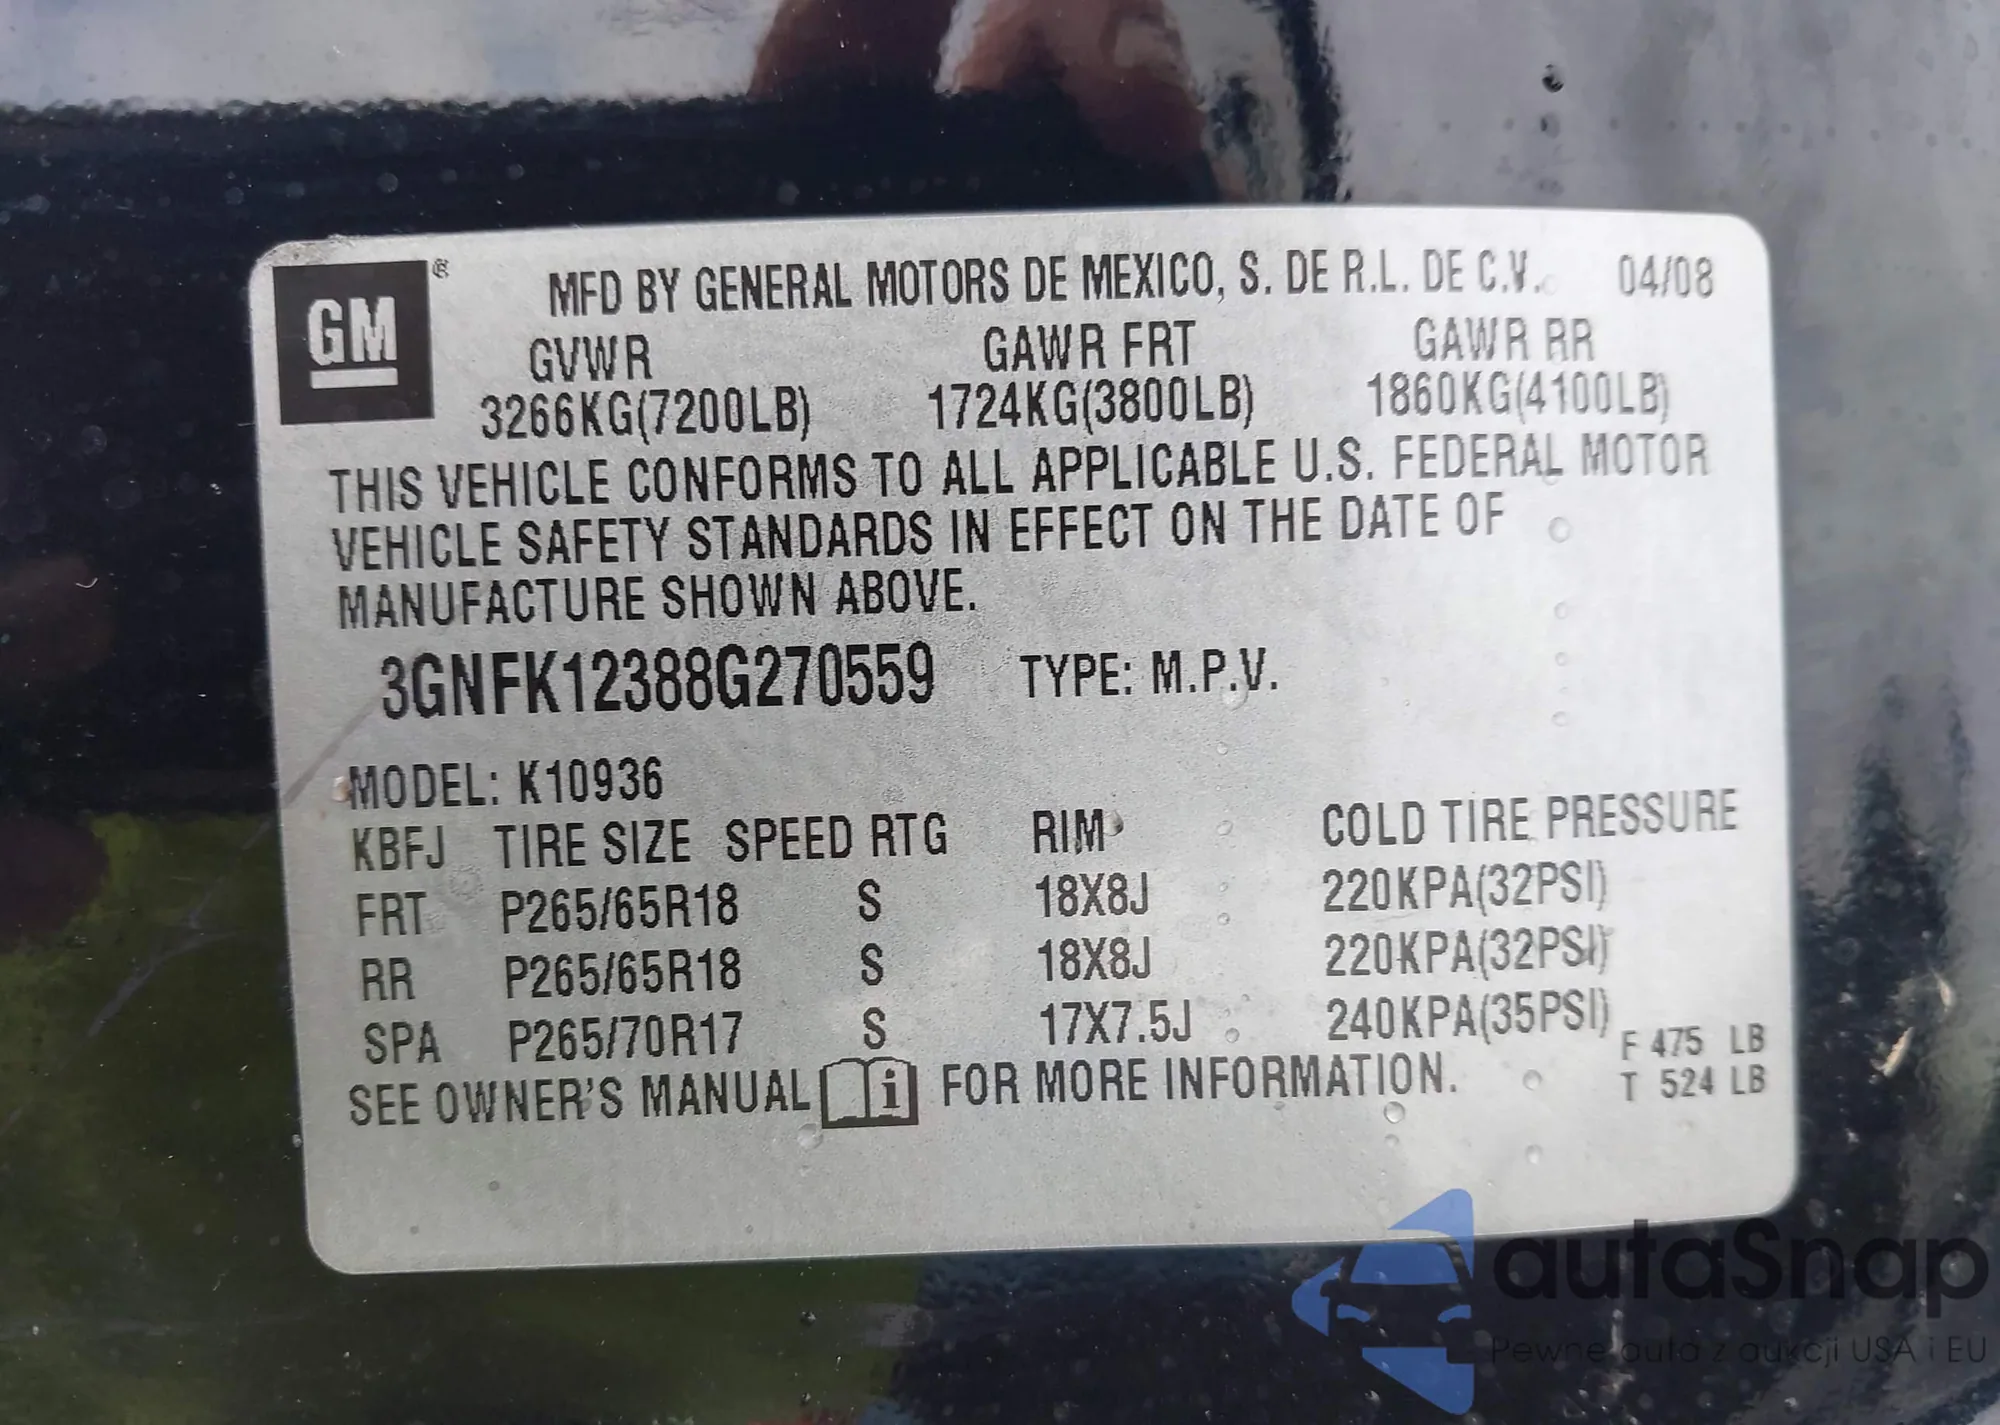 GM
MFD BY GENERAL MOTORS DE MEXICO, S. DE R.L. DE C.V. 04/08
GVWR GAWR FRT GAWR RR
3266KG(7200LB) 1724KG(3800LB) 1860KG(4100LB)
THIS VEHICLE CONFORMS TO ALL APPLICABLE U.S. FEDERAL MOTOR
VEHICLE SAFETY STANDARDS IN EFFECT ON THE DATE OF
MANUFACTURE SHOWN ABOVE.
3GNFK12388G270559 TYPE: M.P.V.
MODEL: K10936
KBFJ TIRE SIZE SPEED RTG RIM COLD TIRE PRESSURE
FRT P265/65R18 S 18X8J 220KPA(32PSI)
RR P265/65R18 S 18X8J 220KPA(32PSI)
SPA P265/70R17 S 17X7.5J 240KPA(35PSI)
F 475 LB
T 524 LB
SEE OWNER'S MANUAL i FOR MORE INFORMATION.
autaSnap
Pewne auta z aukcji USA i EU